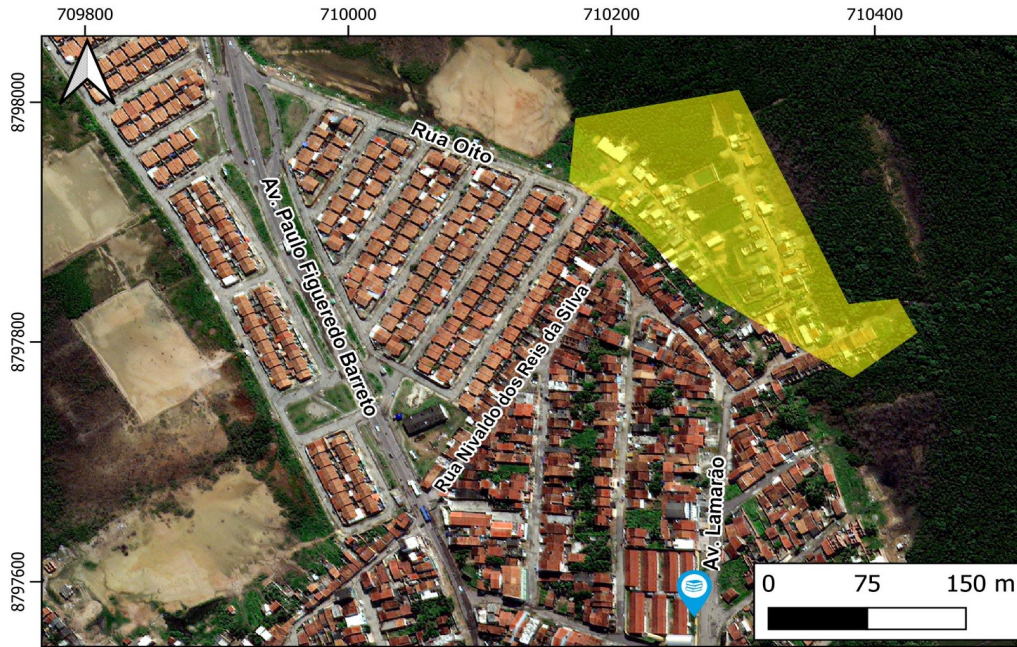 709800
710000
710200
710400
8798000
8797800
8797600
Rua Oito
Av. Paulo Figueredo Barreto
Rua Nivaldo dos Reis da Silva
Av. Lamarão
0 75 150 m